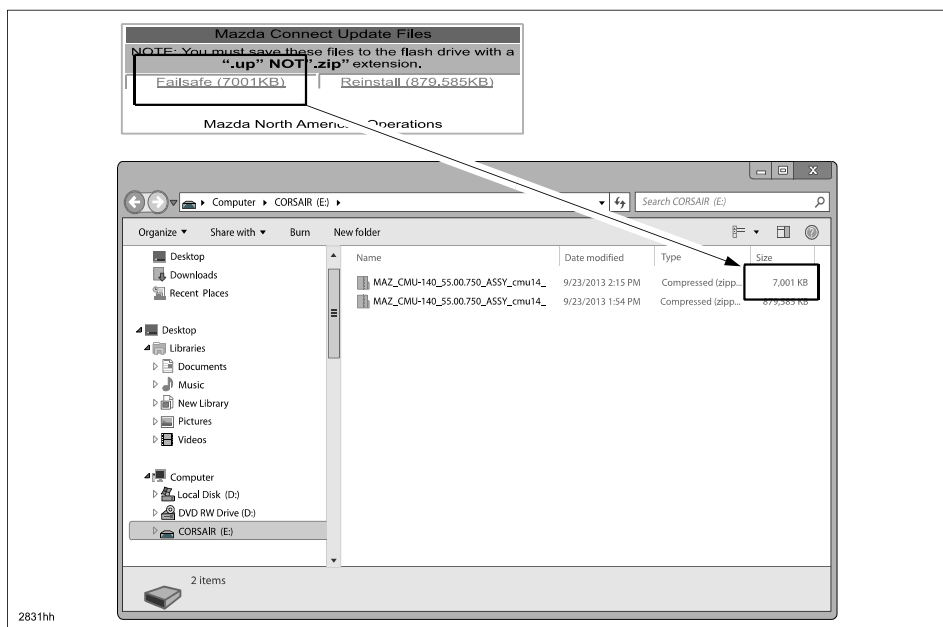 Mazda Connect Update Files
NOTE: You must save these files to the flash drive with a
“.up” NOT”.zip” extension.
Failsafe (7001KB) Reinstall (879.585KB)
Mazda North American Operations
Computer CORSAIR (E:)
Search CORSAIR (E:)
Organize Share with Burn New folder
Name Date modified Type Size
MAZ_CMU-140_55.00.750_ASSY_cmu14_ 9/23/2013 2:15 PM Compressed (zipp... 7,001 KB
MAZ_CMU-140_55.00.750_ASSY_cmu14_ 9/23/2013 1:54 PM Compressed (zipp... 879,585 KB
Desktop
Downloads
Recent Places
Desktop
Libraries
Documents
Music
New Library
Pictures
Videos
Computer
Local Disk (D:)
DVD RW Drive (D:)
CORSAIR (E:)
2 items
2831hh